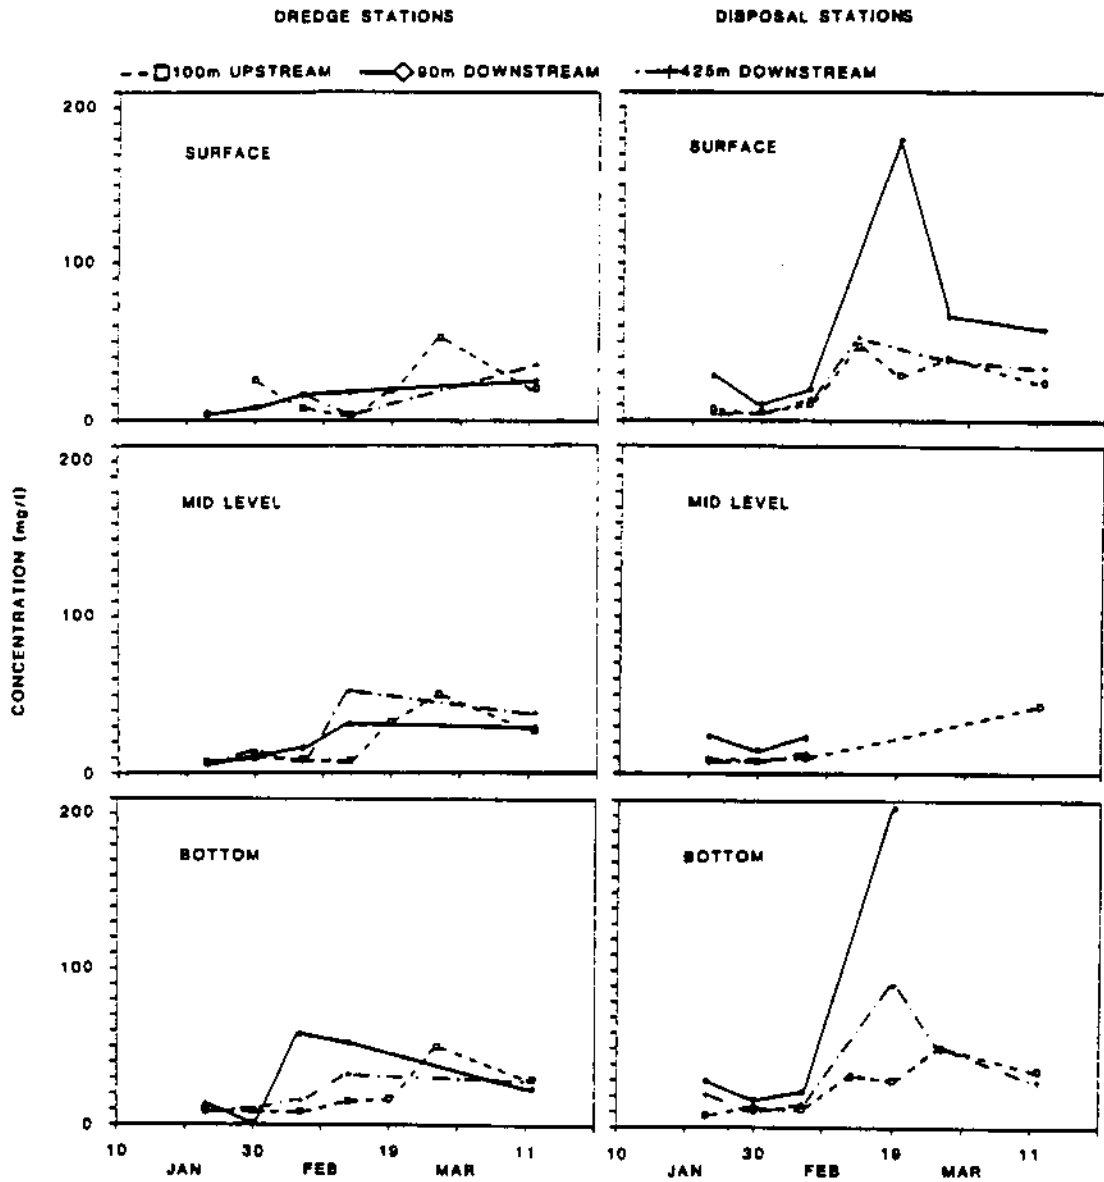 DREDGE STATIONS
DISPOSAL STATIONS
100m UPSTREAM
90m DOWNSTREAM
425m DOWNSTREAM
CONCENTRATION (mg/l)
200
SURFACE
SURFACE
100
0
200
MID LEVEL
MID LEVEL
100
0
200
BOTTOM
BOTTOM
100
0
10 30 19 11 10 30 19 11
JAN FEB MAR JAN FEB MAR